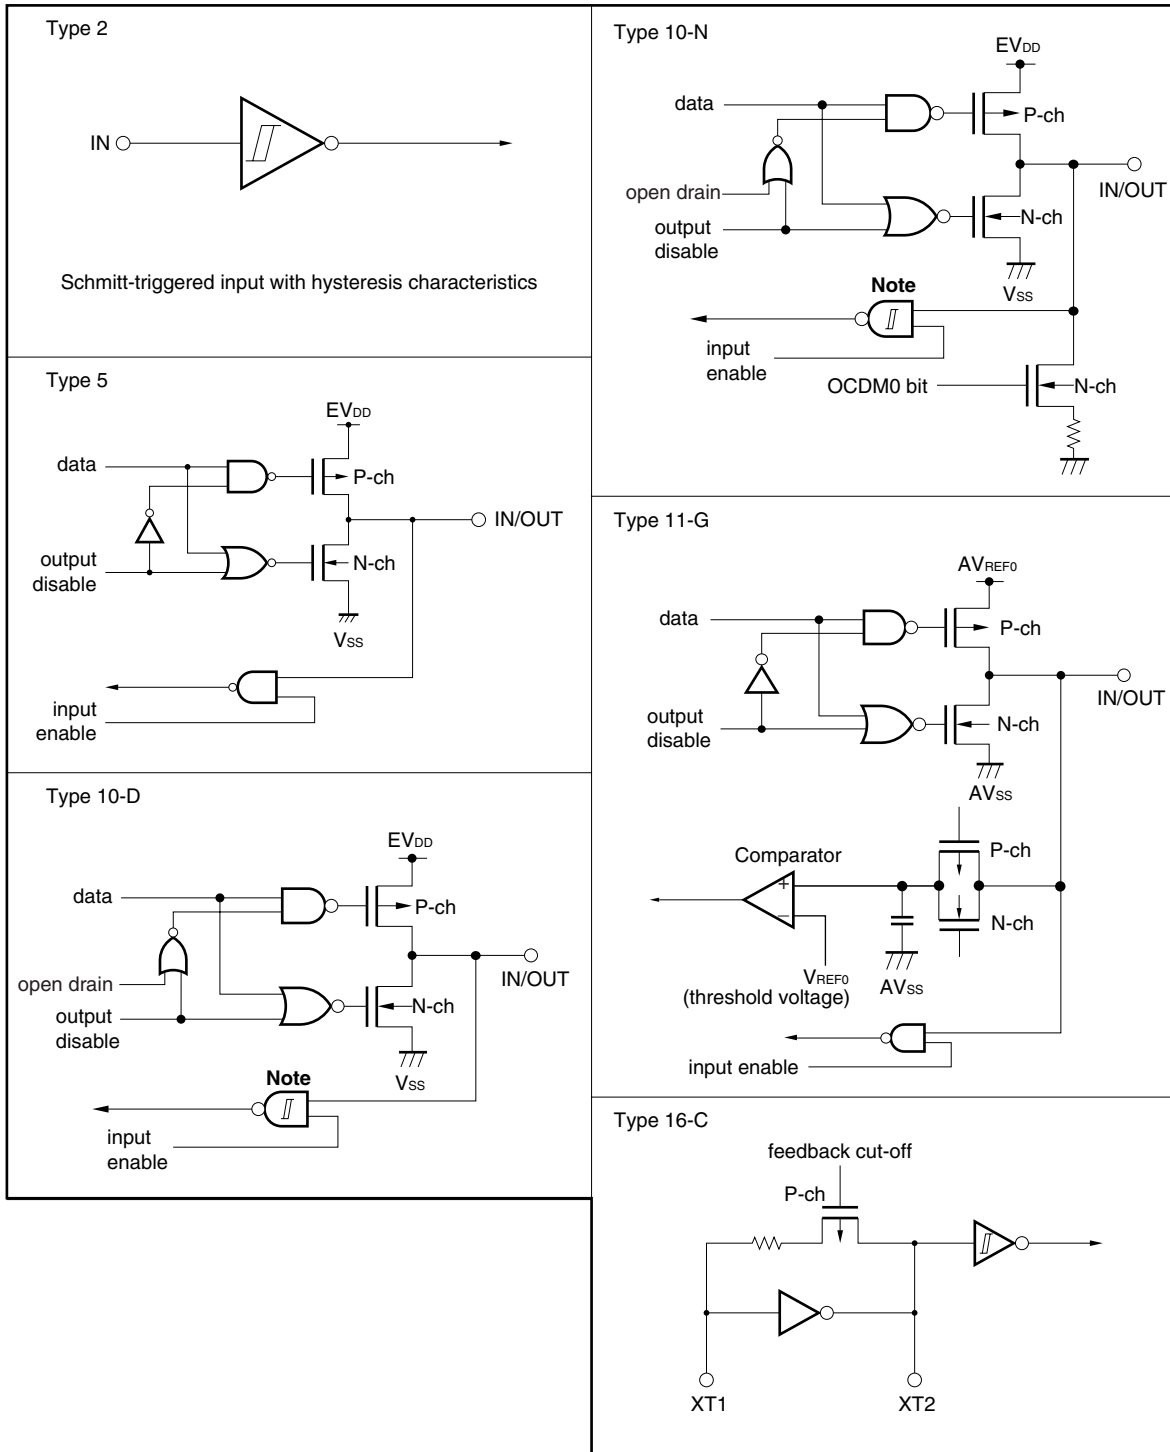 Type 2
IN
Schmitt-triggered input with hysteresis characteristics
Type 5
EVDD
data
P-ch
IN/OUT
output
disable
N-ch
VSS
input
enable
Type 10-D
EVDD
data
P-ch
open drain
IN/OUT
output
disable
N-ch
VSS
Note
input
enable
Type 10-N
EVDD
data
P-ch
open drain
IN/OUT
output
disable
N-ch
VSS
Note
input
enable
OCDM0 bit
N-ch
Type 11-G
AVREF0
data
P-ch
IN/OUT
output
disable
N-ch
AVSS
P-ch
Comparator
+
−
N-ch
VREF0
(threshold voltage)
AVSS
input enable
Type 16-C
feedback cut-off
P-ch
XT1
XT2